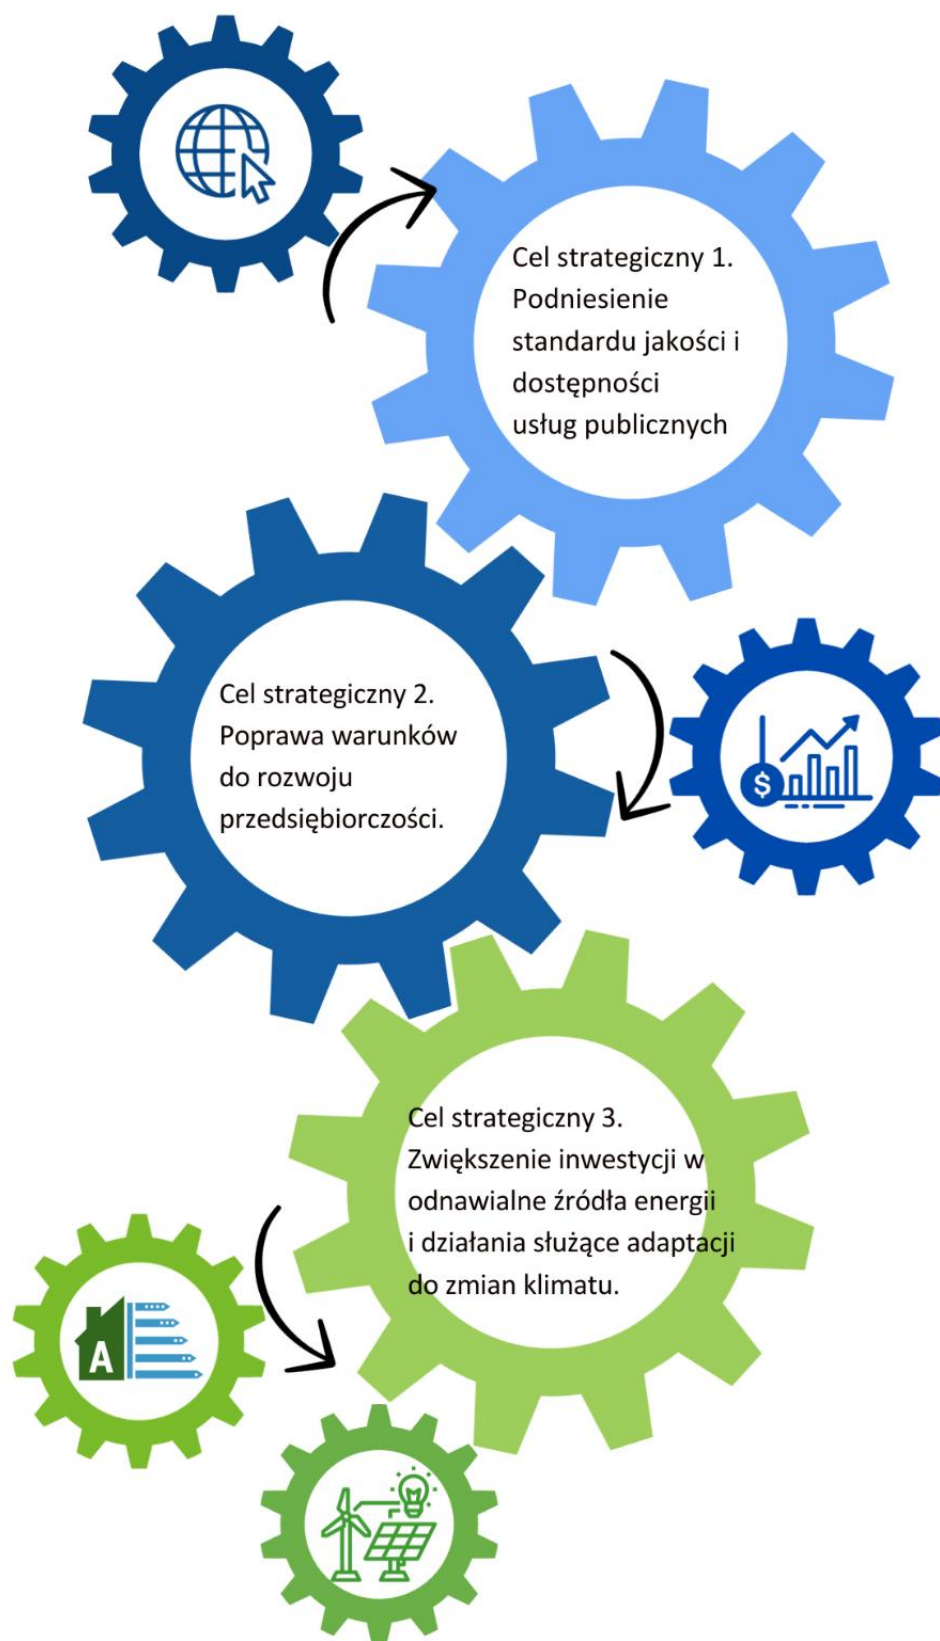 Cel strategiczny 1.
Podniesienie
standardu jakości i
dostępności
usług publicznych
Cel strategiczny 2.
Poprawa warunków
do rozwoju
przedsiębiorczości.
$
Cel strategiczny 3.
Zwiększenie inwestycji w
odnawialne źródła energii
i działania służące adaptacji
do zmian klimatu.
A